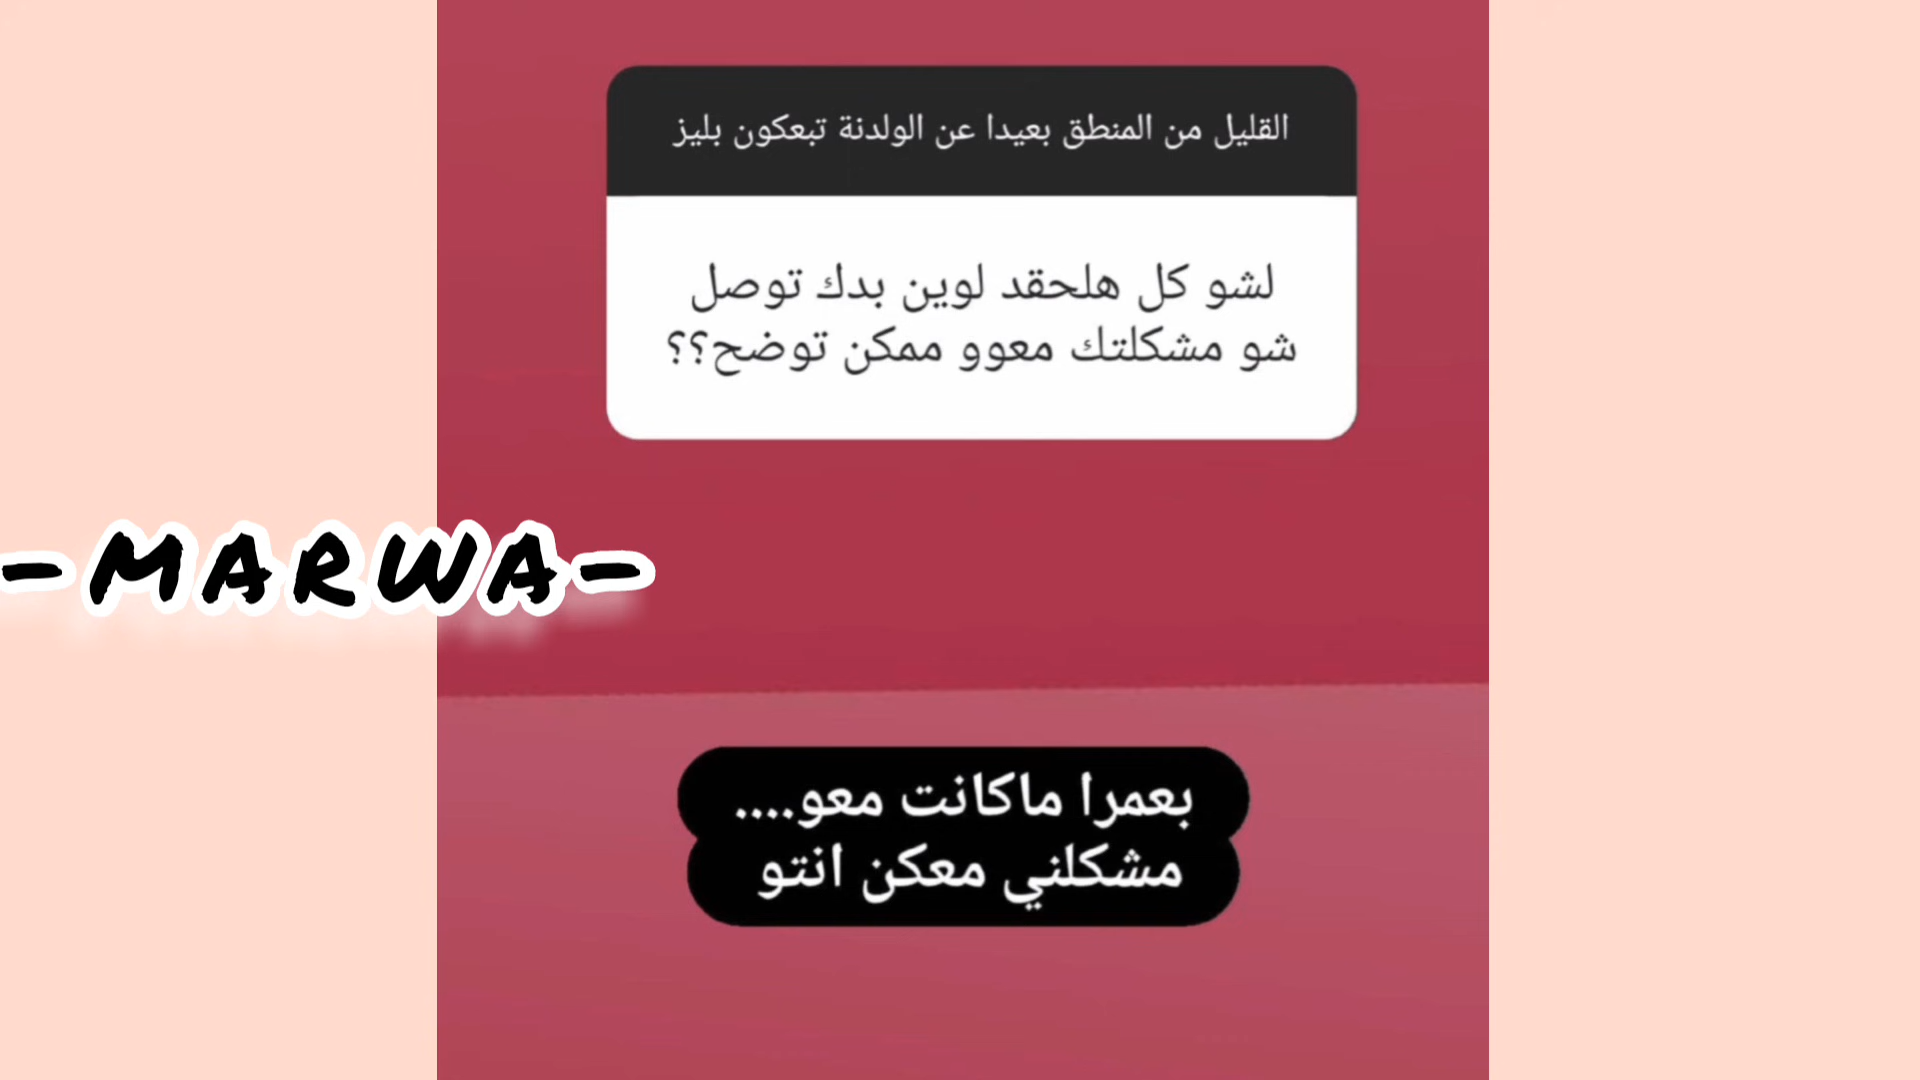 القليل من المنطق بعيدا عن الولدنة تبعكون بليز
لشو كل هلحقد لوين بدك توصل
شو مشكلتك معوو ممكن توضح؟؟
-MARWA-
بعمرا ماكانت معو....
مشكلني معكن انتو